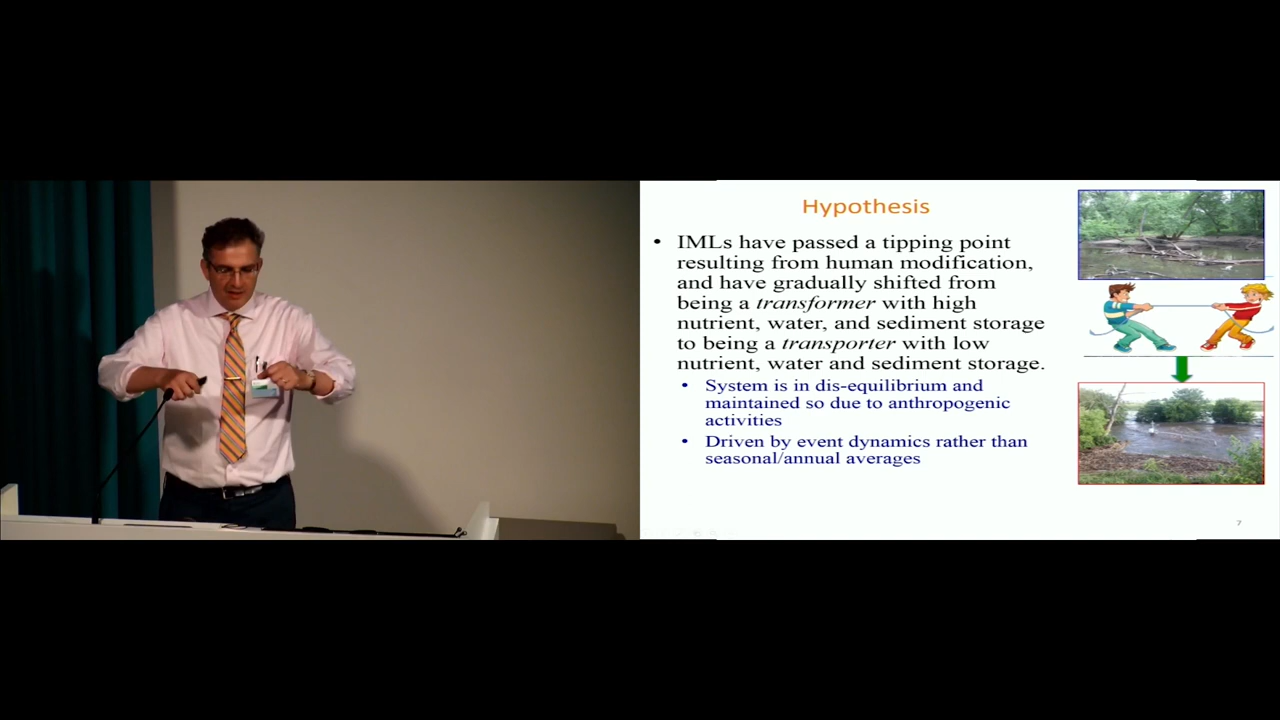 Hypothesis
• IMLs have passed a tipping point
resulting from human modification,
and have gradually shifted from
being a transformer with high
nutrient, water, and sediment storage
to being a transporter with low
nutrient, water and sediment storage.
• System is in dis-equilibrium and
maintained so due to anthropogenic
activities
• Driven by event dynamics rather than
seasonal/annual averages
7